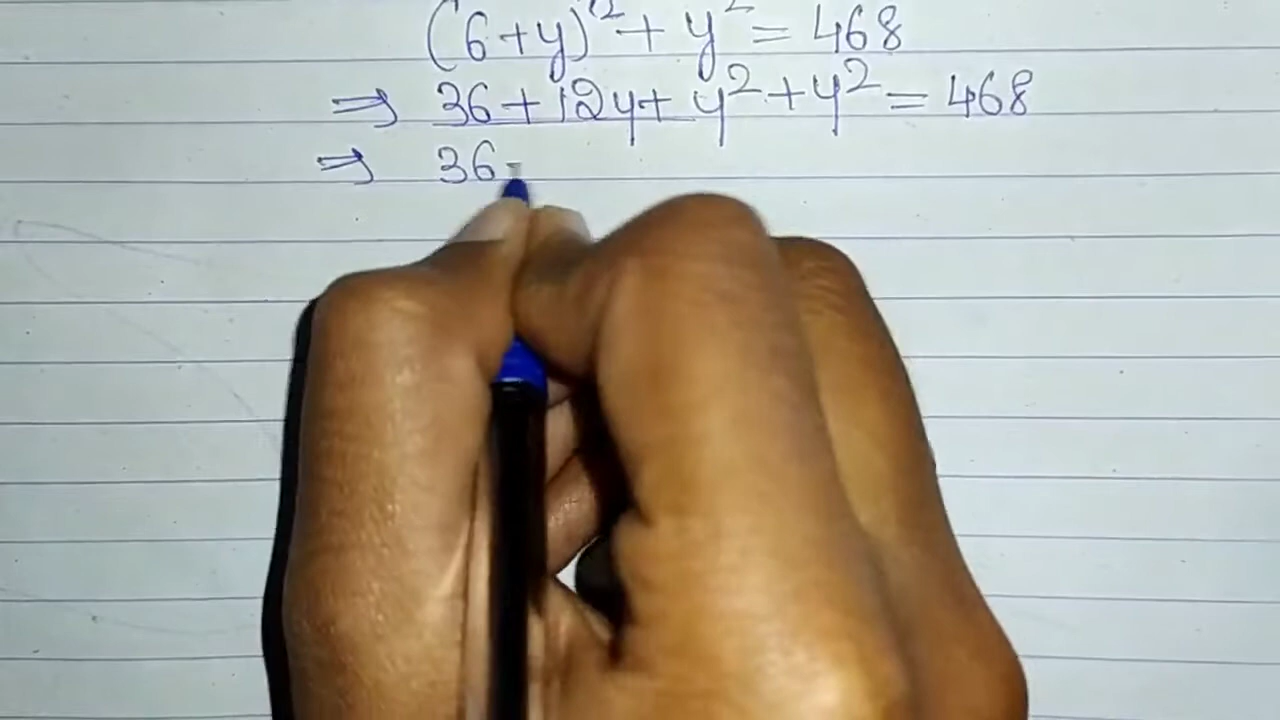 (6+y)² + y² = 468
⇒ 36 + 12y + y² + y² = 468
⇒ 36